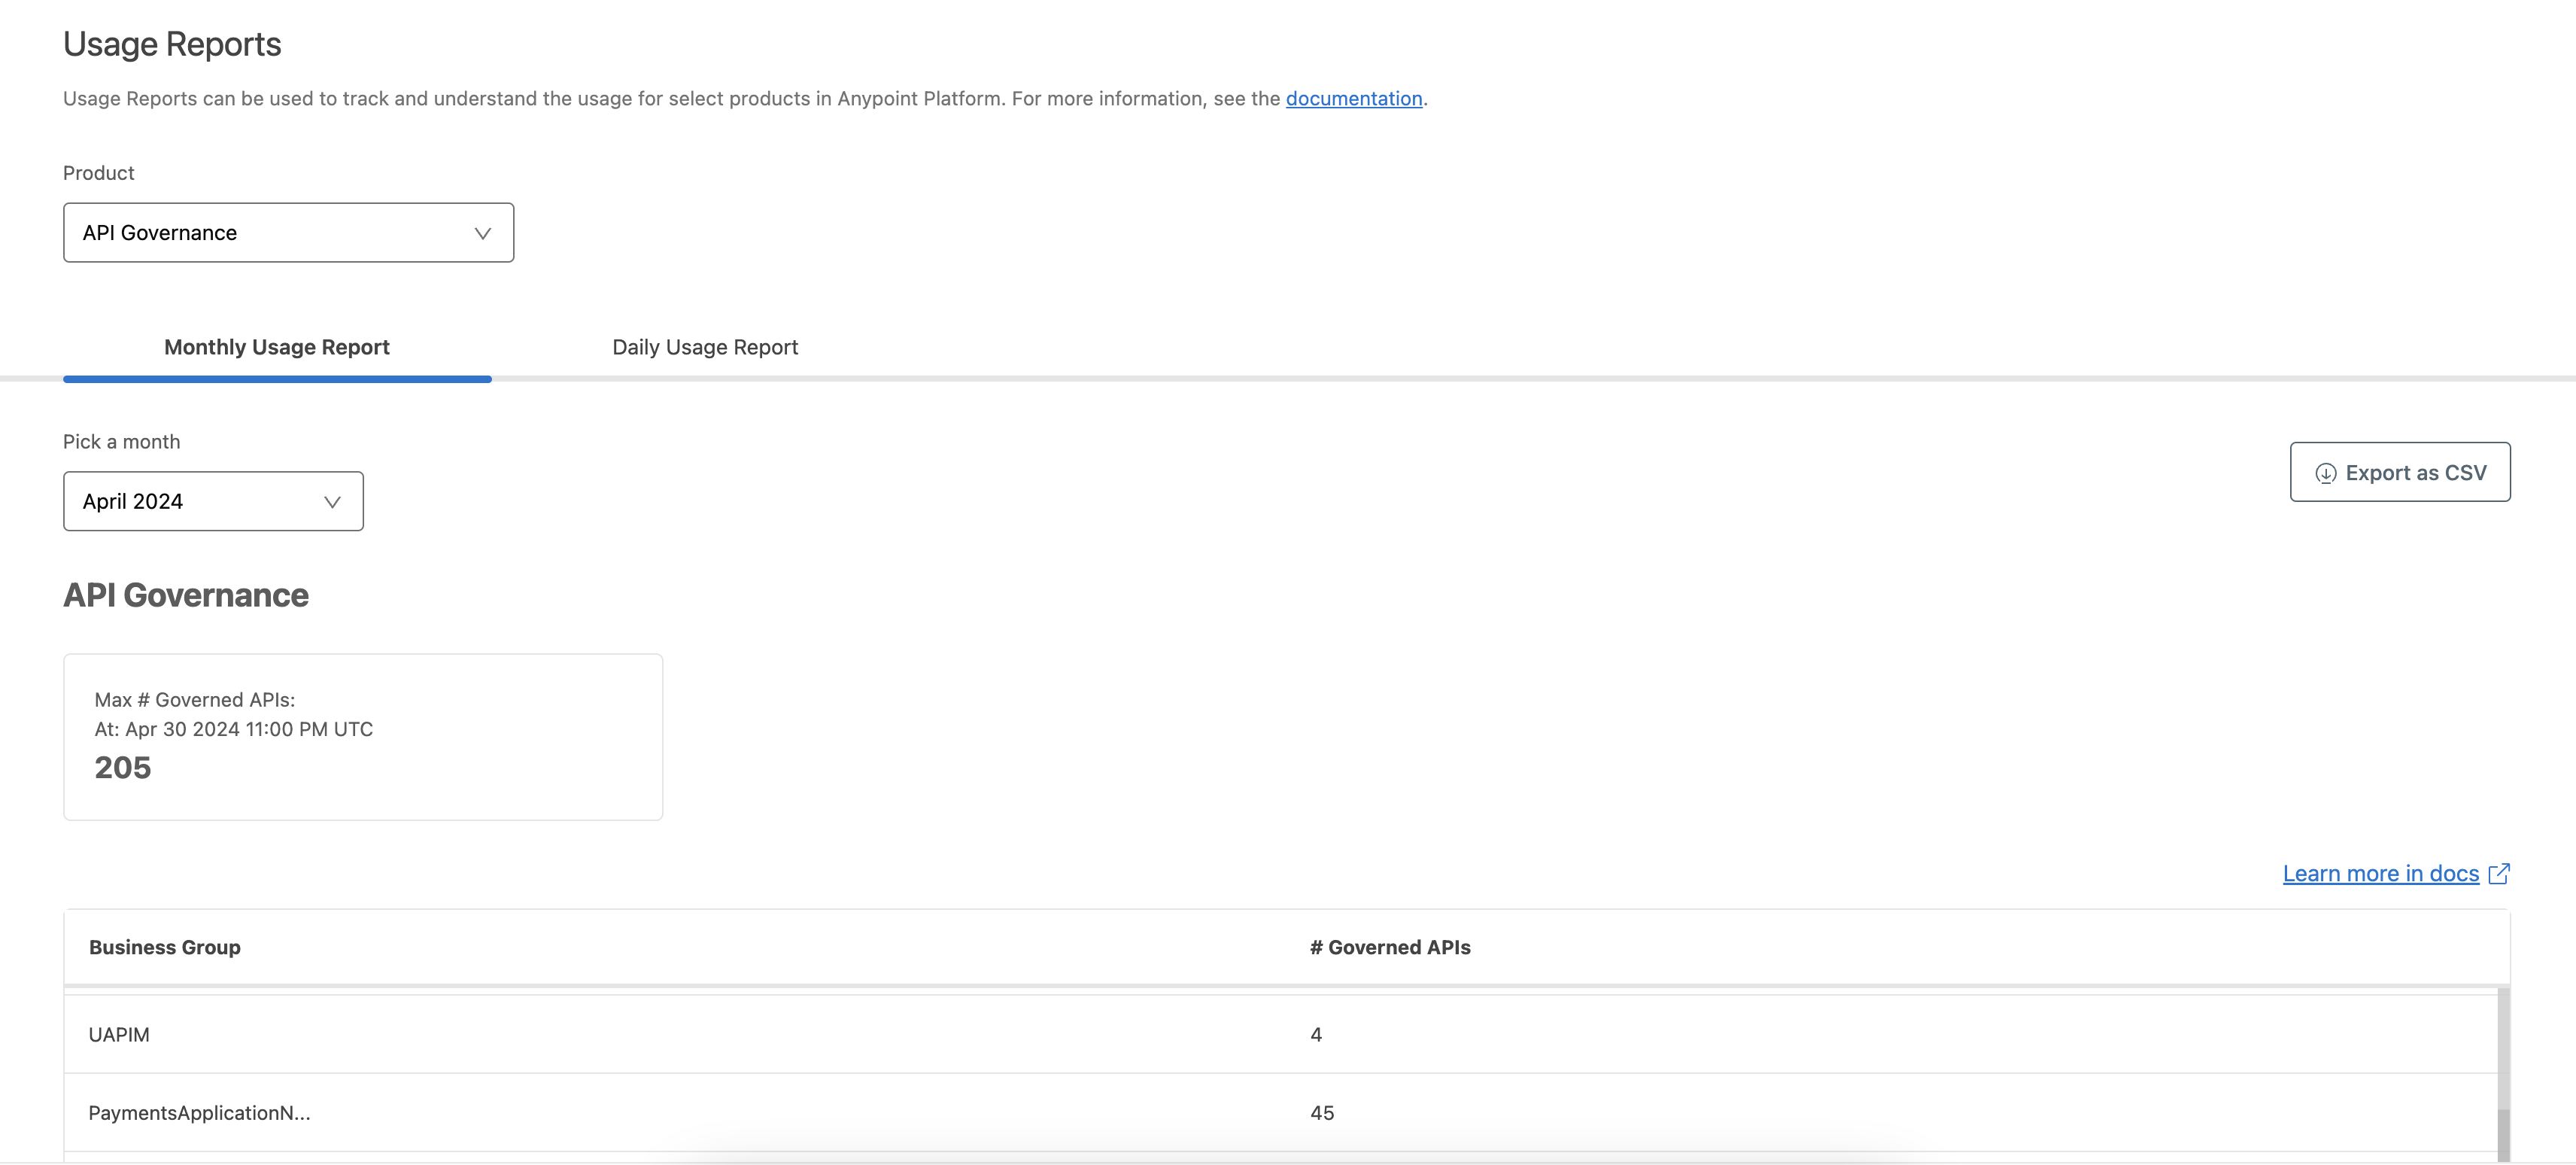 Usage Reports
Usage Reports can be used to track and understand the usage for select products in Anypoint Platform. For more information, see the documentation.
Product
API Governance
Monthly Usage Report
Daily Usage Report
Pick a month
April 2024
Export as CSV
API Governance
Max # Governed APIs:
At: Apr 30 2024 11:00 PM UTC
205
Learn more in docs
Business Group
# Governed APIs
UAPIM
4
PaymentsApplicationN...
45